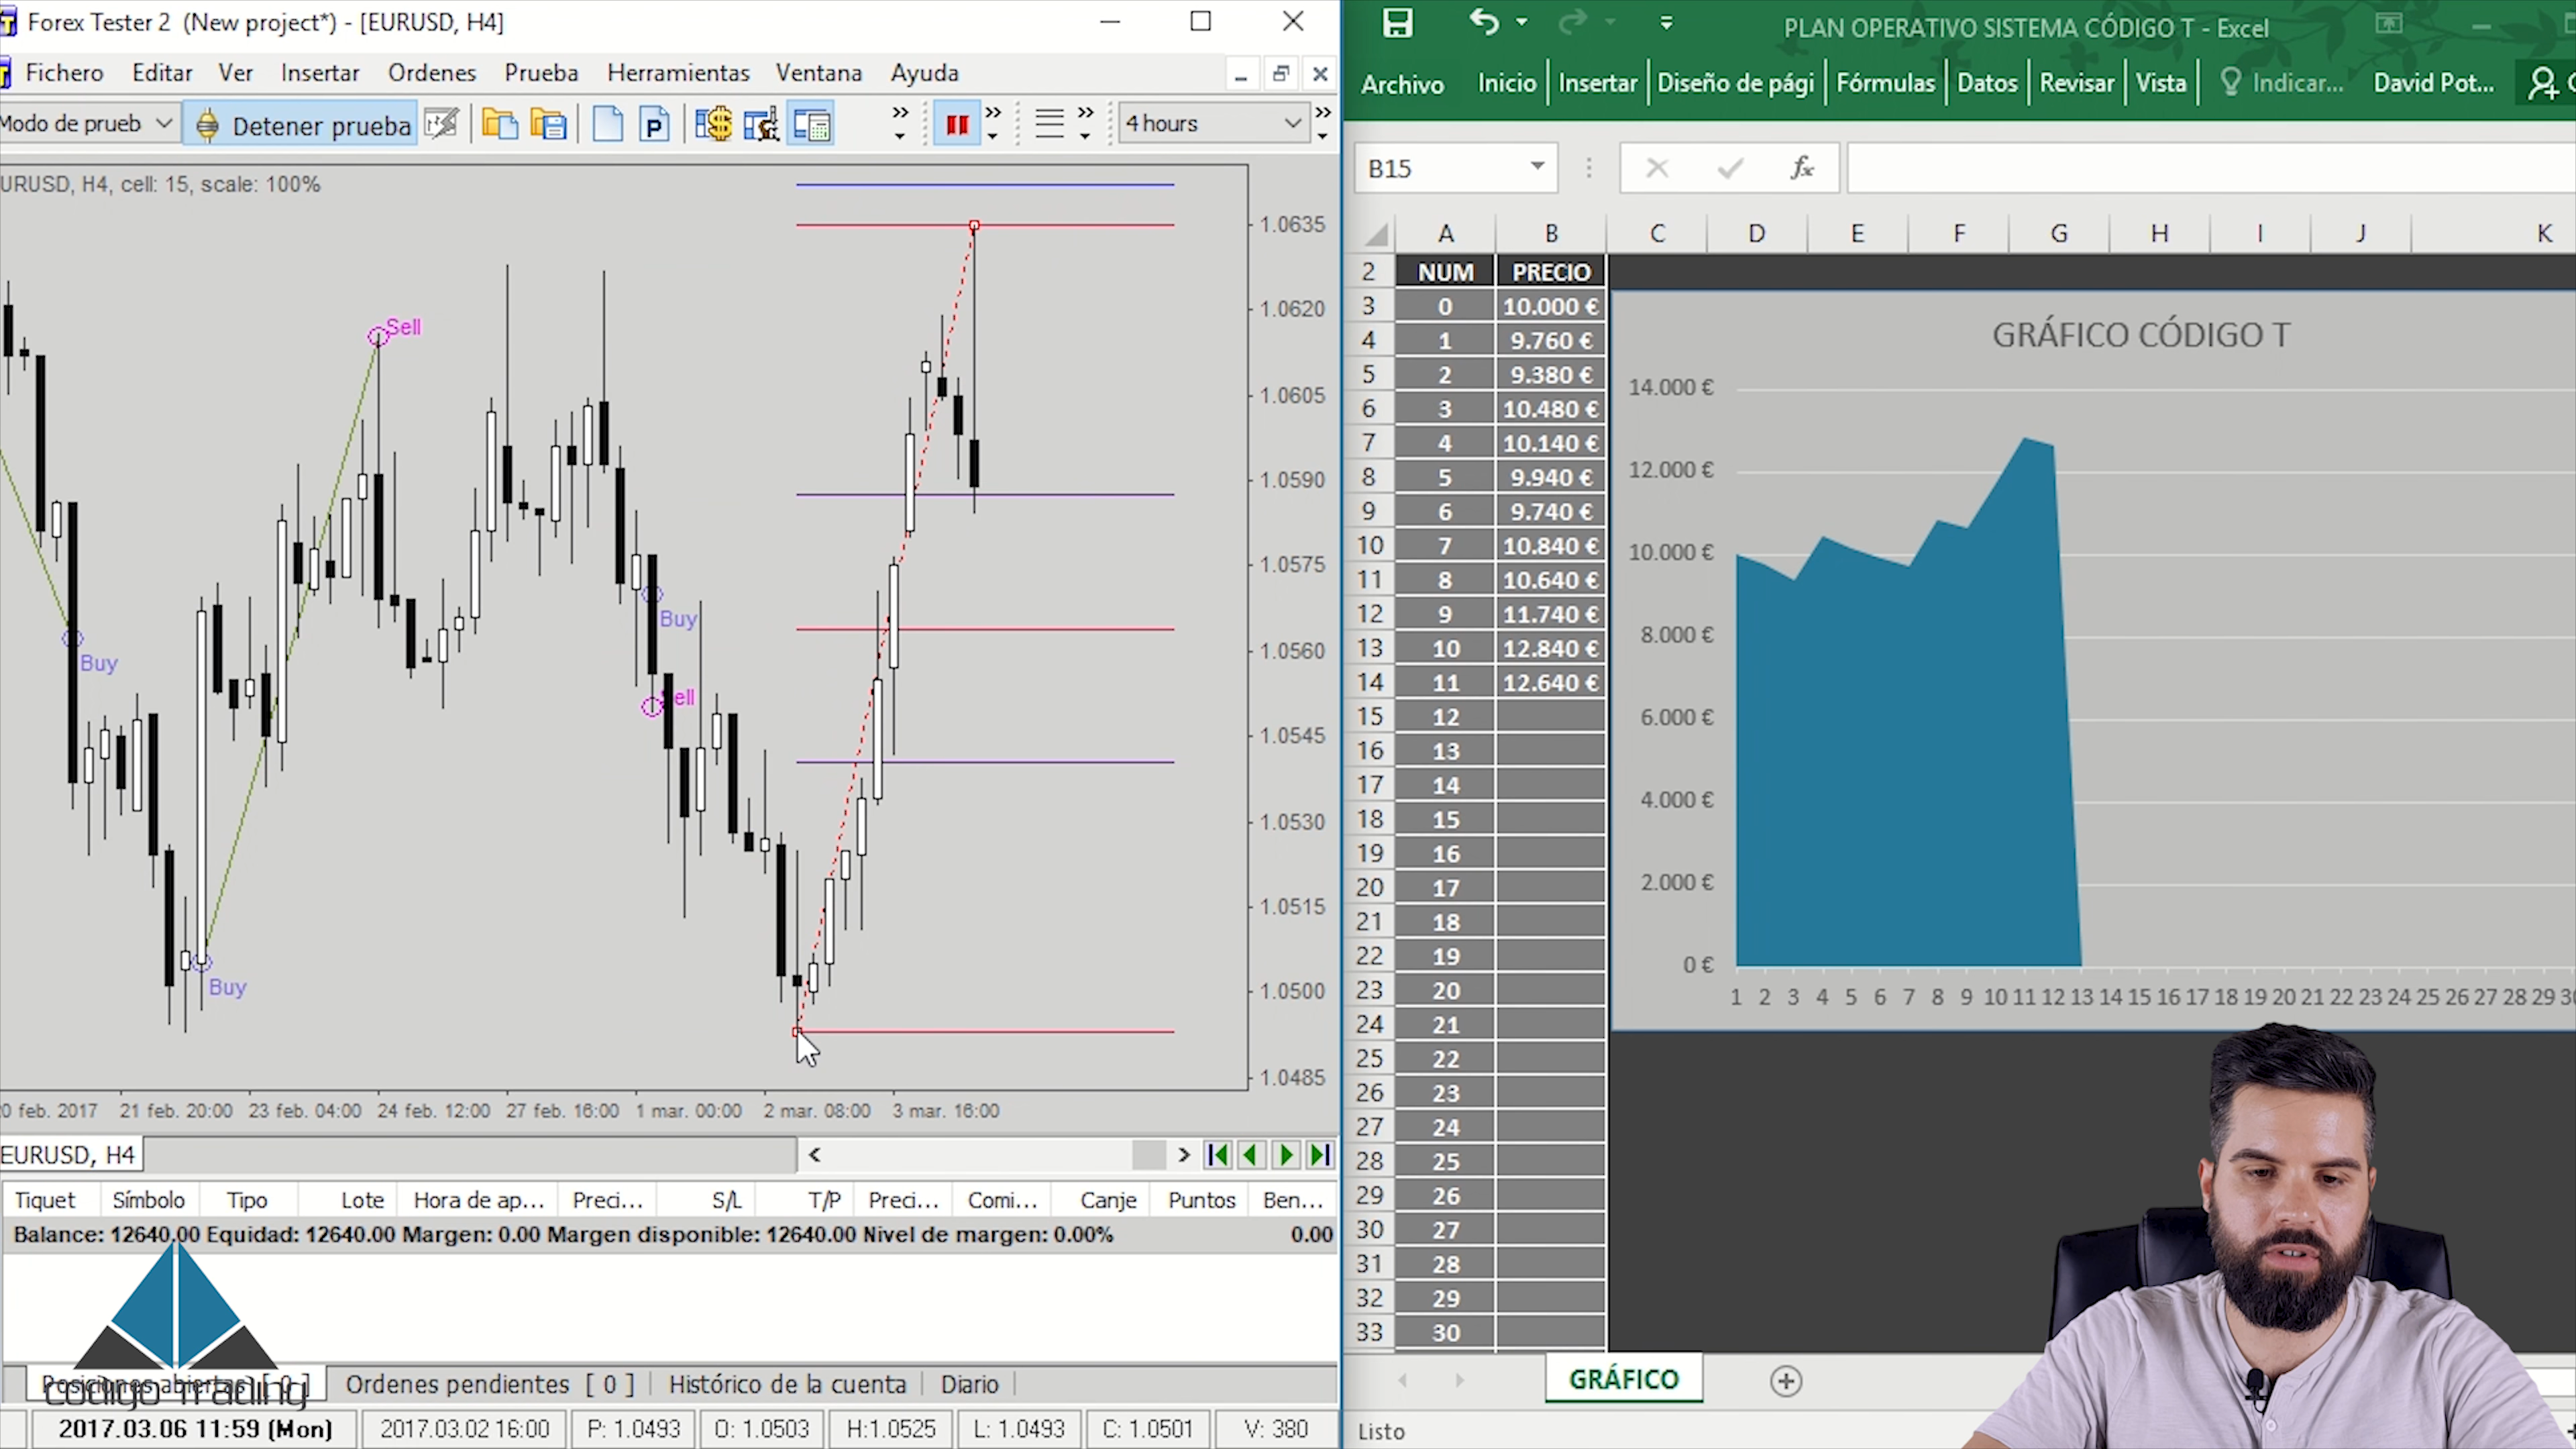 Forex Tester 2 (New project*) - [EURUSD, H4]
Fichero Editar Ver Insertar Ordenes Prueba Herramientas Ventana Ayuda
Modo de prueb Detener prueba P 4 hours
URUSD, H4, cell: 15, scale: 100%
1.0635
1.0620
1.0605
1.0590
1.0575
1.0560
1.0545
1.0530
1.0515
1.0500
1.0485
Sell
Buy
Buy
ell
Buy
0 feb. 2017 21 feb. 20:00 23 feb. 04:00 24 feb. 12:00 27 feb. 16:00 1 mar. 00:00 2 mar. 08:00 3 mar. 16:00
EURUSD, H4
Tiquet Símbolo Tipo Lote Hora de ap... Preci... S/L T/P Preci... Comi... Canje Puntos Ben...
Balance: 12640.00 Equidad: 12640.00 Margen: 0.00 Margen disponible: 12640.00 Nivel de margen: 0.00% 0.00
Posiciones abiertas [ 0 ] Ordenes pendientes [ 0 ] Histórico de la cuenta Diario
código Trading
2017.03.06 11:59 (Mon) 2017.03.02 16:00 P: 1.0493 O: 1.0503 H:1.0525 L: 1.0493 C: 1.0501 V: 380
PLAN OPERATIVO SISTEMA CÓDIGO T - Excel
Archivo Inicio Insertar Diseño de pági Fórmulas Datos Revisar Vista Indicar... David Pot...
B15 fx
A B C D E F G H I J K
2 NUM PRECIO
3 0 10.000 €
4 1 9.760 €
5 2 9.380 €
6 3 10.480 €
7 4 10.140 €
8 5 9.940 €
9 6 9.740 €
10 7 10.840 €
11 8 10.640 €
12 9 11.740 €
13 10 12.840 €
14 11 12.640 €
15 12
16 13
17 14
18 15
19 16
20 17
21 18
22 19
23 20
24 21
25 22
26 23
27 24
28 25
29 26
30 27
31 28
32 29
33 30
GRÁFICO CÓDIGO T
14.000 €
12.000 €
10.000 €
8.000 €
6.000 €
4.000 €
2.000 €
0 €
1 2 3 4 5 6 7 8 9 10 11 12 13 14 15 16 17 18 19 20 21 22 23 24 25 26 27 28 29
GRÁFICO
Listo